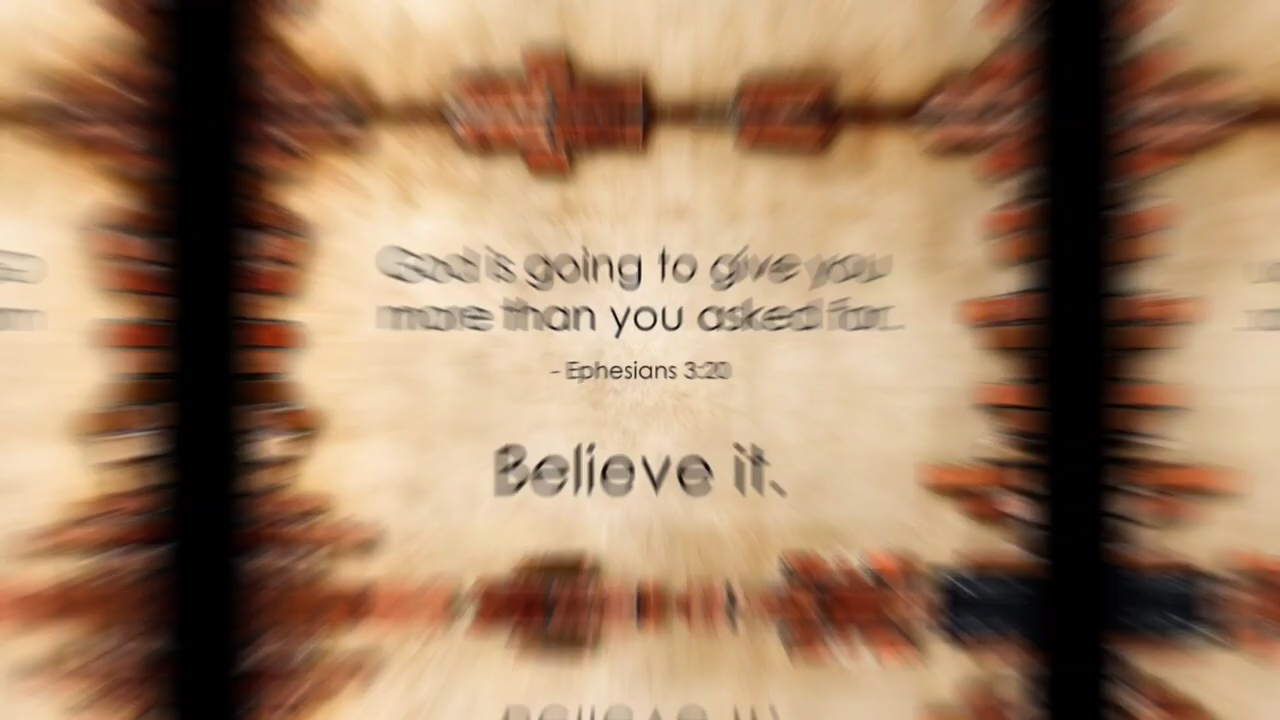 God is going to give you
more than you asked for.
- Ephesians 3:20
Believe it.